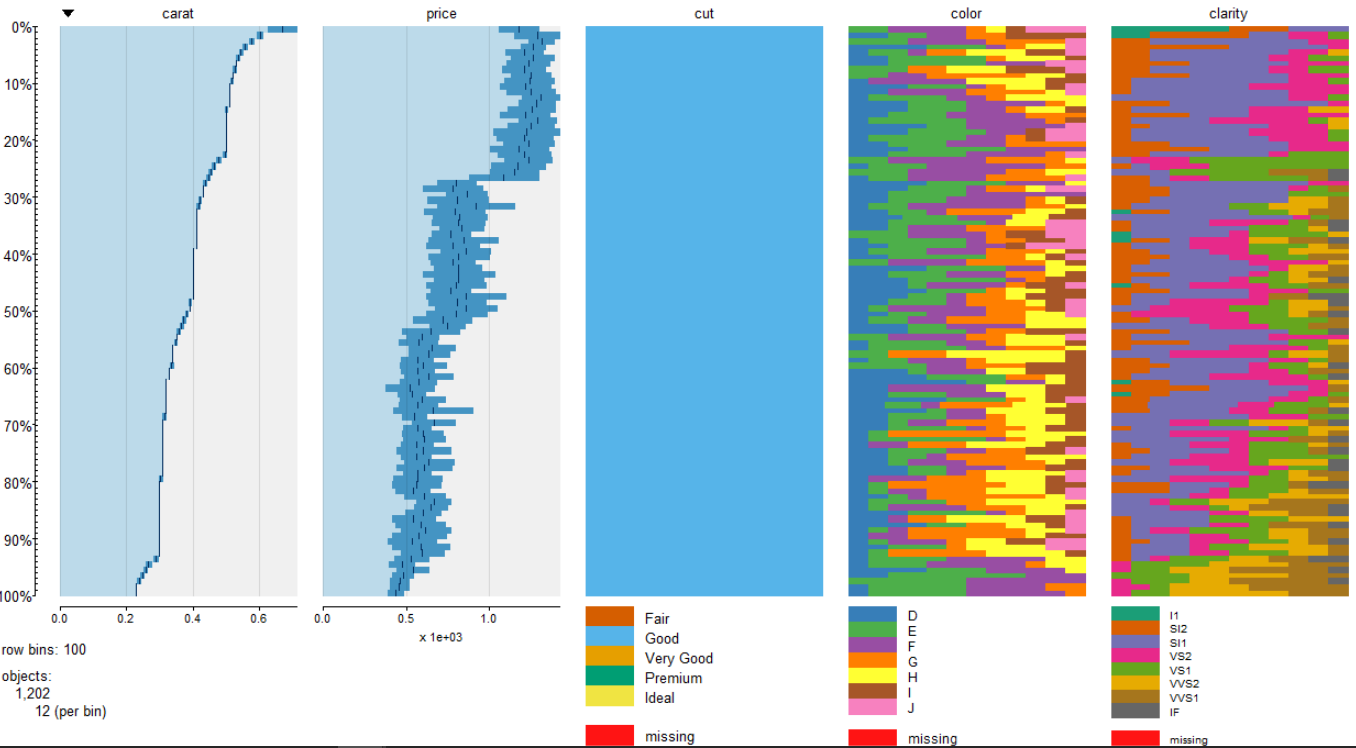 carat price cut color clarity
0%
10%
20%
30%
40%
50%
60%
70%
80%
90%
100%
0.0 0.2 0.4 0.6 0.0 0.5 1.0
x 1e+03
Fair
Good
Very Good
Premium
Ideal
missing
D
E
F
G
H
I
J
missing
I1
SI2
SI1
VS2
VS1
VVS2
VVS1
IF
missing
row bins: 100
objects:
1,202
12 (per bin)